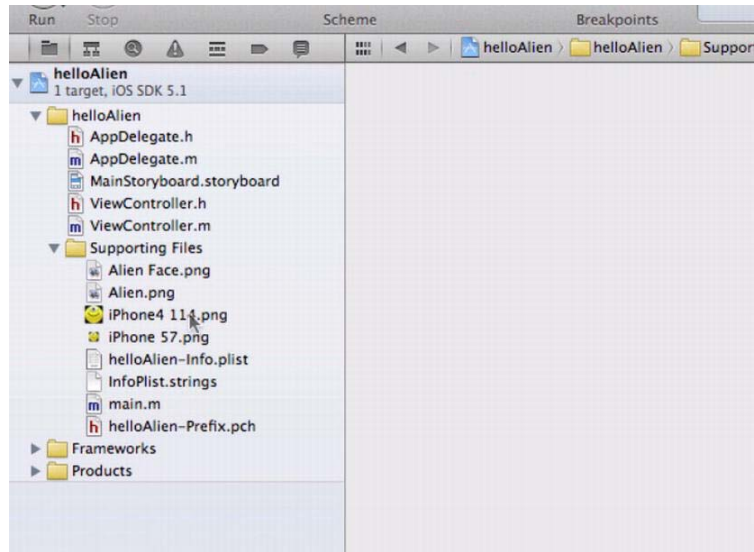 Run Stop Scheme Breakpoints
helloAlien helloAlien
helloAlien
1 target, iOS SDK 5.1
helloAlien
AppDelegate.h
AppDelegate.m
MainStoryboard.storyboard
ViewController.h
ViewController.m
Supporting Files
Alien Face.png
Alien.png
iPhone4 114.png
iPhone 57.png
helloAlien-Info.plist
InfoPlist.strings
main.m
helloAlien-Prefix.pch
Frameworks
Products